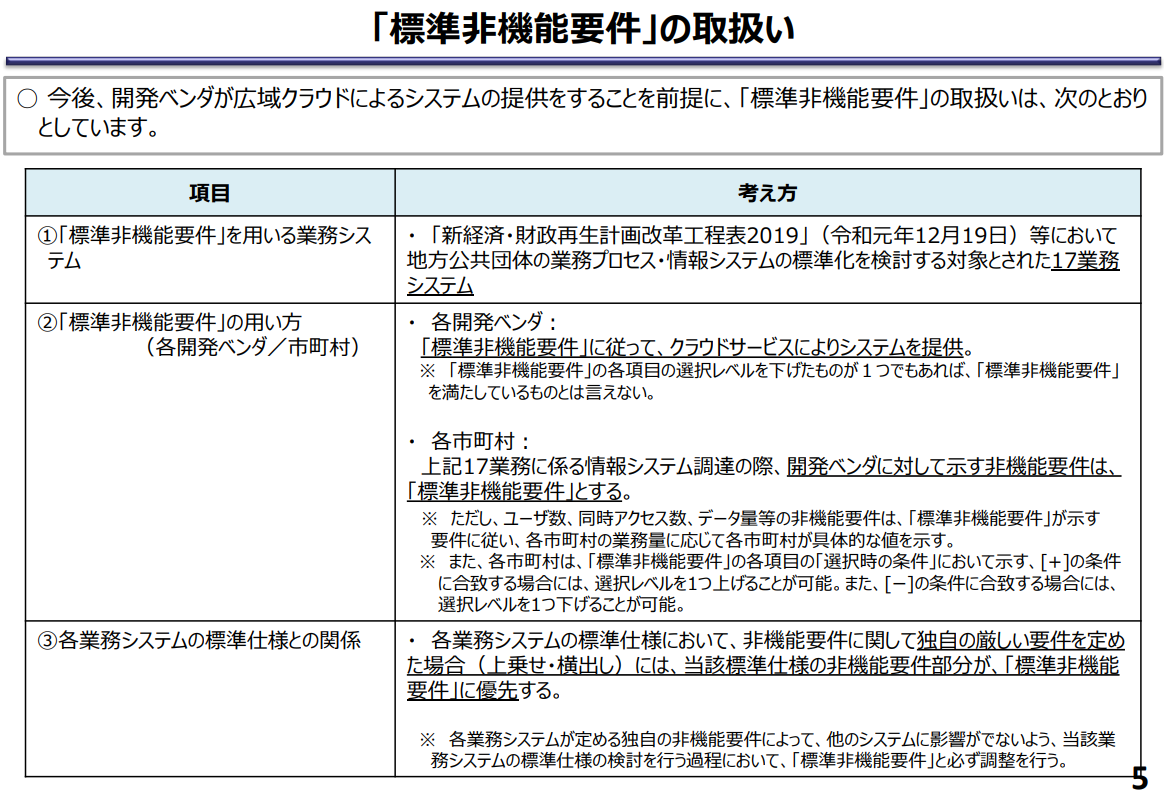 「標準非機能要件」の取扱い
○ 今後、開発ベンダが広域クラウドによるシステムの提供をすることを前提に、「標準非機能要件」の取扱いは、次のとおり
としています。
項目
考え方
①「標準非機能要件」を用いる業務シス
テム
・ 「新経済・財政再生計画改革工程表2019」（令和元年12月19日）等において
地方公共団体の業務プロセス・情報システムの標準化を検討する対象とされた17業務
システム
②「標準非機能要件」の用い方
（各開発ベンダ／市町村）
・ 各開発ベンダ：
「標準非機能要件」に従って、クラウドサービスによりシステムを提供。
※ 「標準非機能要件」の各項目の選択レベルを下げたものが１つでもあれば、「標準非機能要件」
を満たしているものとは言えない。
・ 各市町村：
上記17業務に係る情報システム調達の際、開発ベンダに対して示す非機能要件は、
「標準非機能要件」とする。
※ ただし、ユーザ数、同時アクセス数、データ量等の非機能要件は、「標準非機能要件」が示す
要件に従い、各市町村の業務量に応じて各市町村が具体的な値を示す。
※ また、各市町村は、「標準非機能要件」の各項目の「選択時の条件」において示す、[+]の条件
に合致する場合には、選択レベルを1つ上げることが可能。また、[－]の条件に合致する場合には、
選択レベルを1つ下げることが可能。
③各業務システムの標準仕様との関係
・ 各業務システムの標準仕様において、非機能要件に関して独自の厳しい要件を定め
た場合（上乗せ・横出し）には、当該標準仕様の非機能要件部分が、「標準非機能
要件」に優先する。
※ 各業務システムが定める独自の非機能要件によって、他のシステムに影響がでないよう、当該業
務システムの標準仕様の検討を行う過程において、「標準非機能要件」と必ず調整を行う。
5